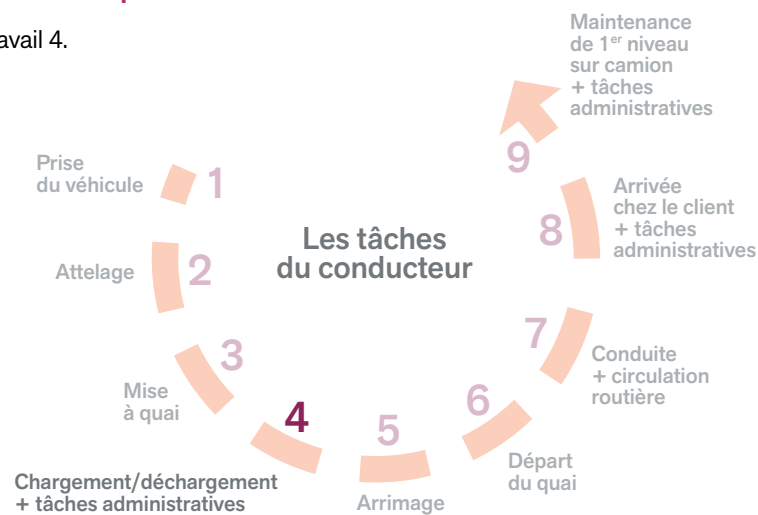 avail 4.
Maintenance
de 1er niveau
sur camion
+ tâches
administratives
9
Prise
du véhicule
1
Arrivée
chez le client
+ tâches
administratives
8
Les tâches
du conducteur
Attelage
2
7
Conduite
+ circulation
routière
3
Mise
à quai
6
Départ
du quai
4
5
Chargement/déchargement
+ tâches administratives
Arrimage